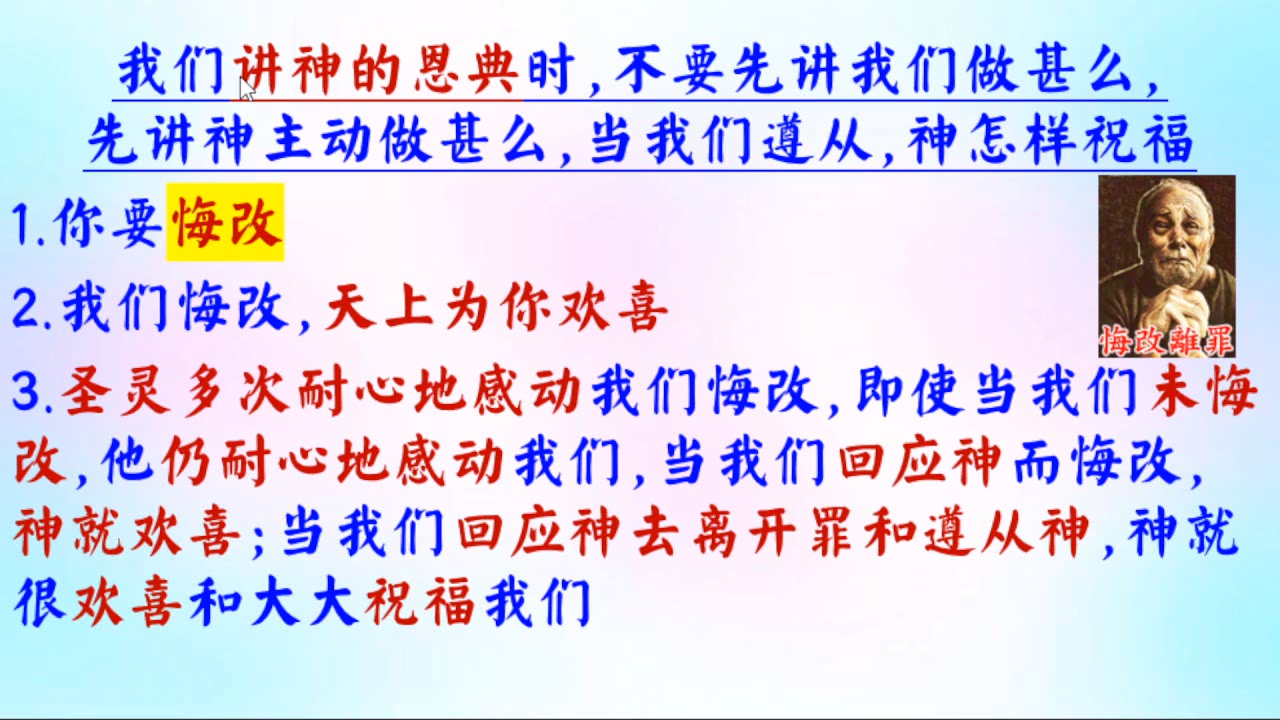 我们讲神的恩典时,不要先讲我们做甚么,
先讲神主动做甚么,当我们遵从,神怎样祝福
1.你要悔改
2.我们悔改,天上为你欢喜
悔改離罪
3.圣灵多次耐心地感动我们悔改,即使当我们未悔
改,他仍耐心地感动我们,当我们回应神而悔改,
神就欢喜;当我们回应神去离开罪和遵从神,神就
很欢喜和大大祝福我们